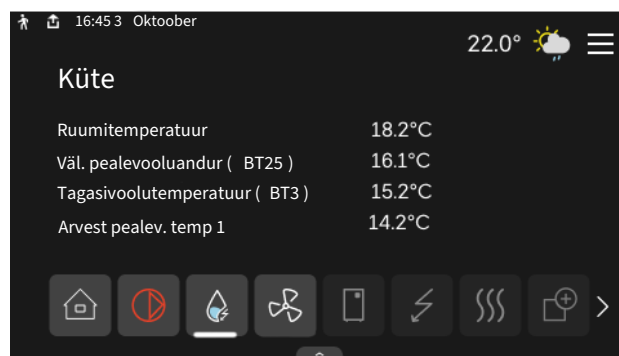 16:45 3 Oktoober
22.0°
Küte
Ruumitemperatuur 18.2°C
Väl. pealevooluandur ( BT25 ) 16.1°C
Tagasivoolutemperatuur ( BT3 ) 15.2°C
Arvest pealev. temp 1 14.2°C